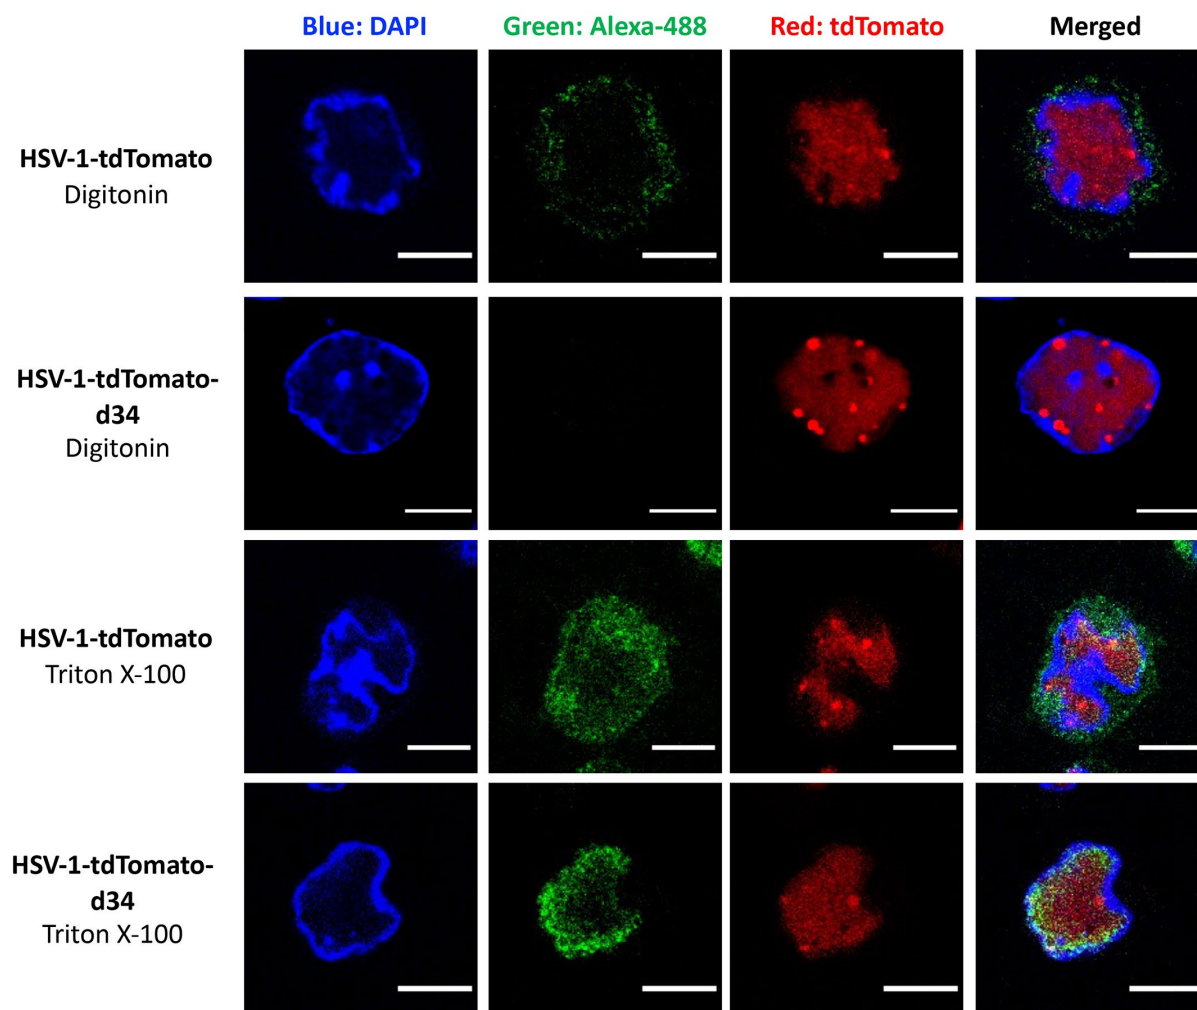 Blue: DAPI Green: Alexa-488 Red: tdTomato Merged
HSV-1-tdTomato
Digitonin
HSV-1-tdTomato-
d34
Digitonin
HSV-1-tdTomato
Triton X-100
HSV-1-tdTomato-
d34
Triton X-100